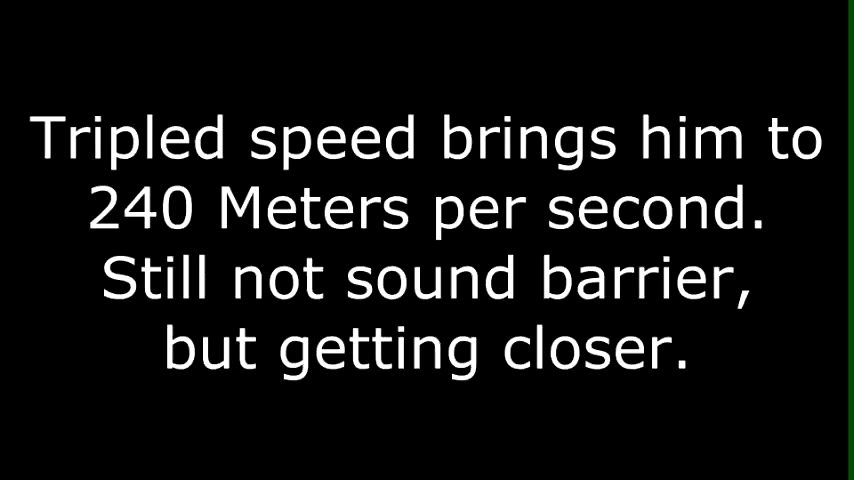 Tripled speed brings him to
240 Meters per second.
Still not sound barrier,
but getting closer.